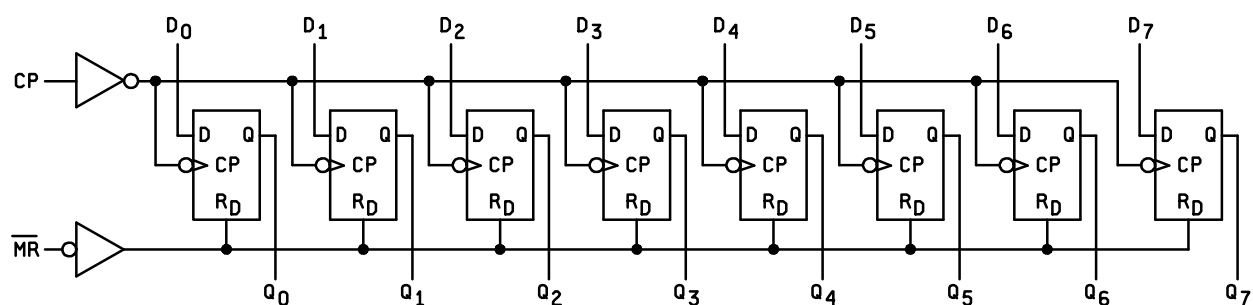 D0 D1 D2 D3 D4 D5 D6 D7
CP
D Q D Q D Q D Q D Q D Q D Q D Q
CP CP CP CP CP CP CP CP
RD RD RD RD RD RD RD RD
M̅R̅
Q0 Q1 Q2 Q3 Q4 Q5 Q6 Q7